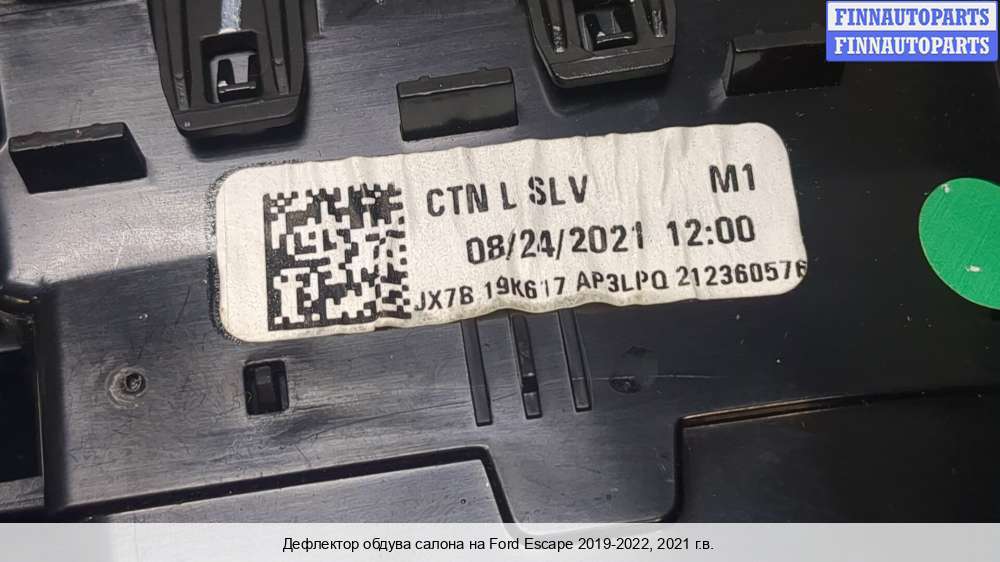 FINNAUTOPARTS
FINNAUTOPARTS
CTN L SLV M1
08/24/2021 12:00
JX7B 19K617 AP3LPQ 212360576
Дефлектор обдува салона на Ford Escape 2019-2022, 2021 г.в.